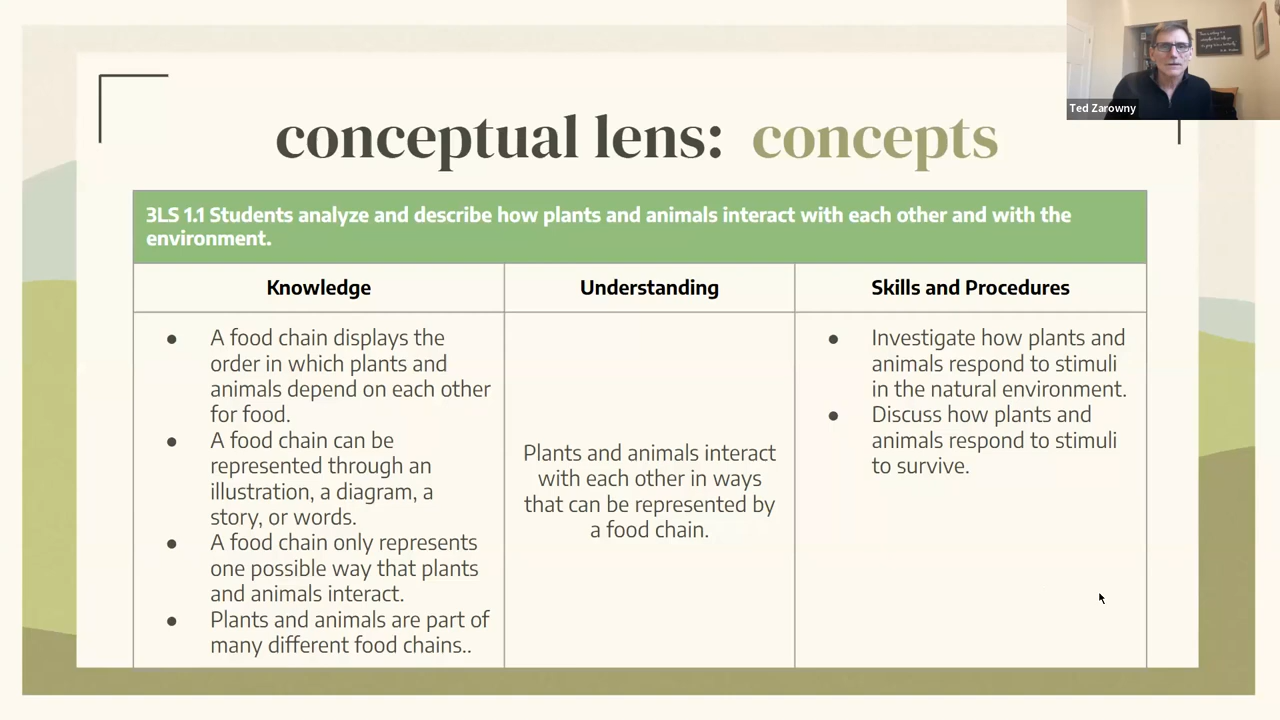 Ted Zarowny
conceptual lens: concepts
3LS 1.1 Students analyze and describe how plants and animals interact with each other and with the
environment.
Knowledge
Understanding
Skills and Procedures
● A food chain displays the
order in which plants and
animals depend on each other
for food.
● A food chain can be
represented through an
illustration, a diagram, a
story, or words.
● A food chain only represents
one possible way that plants
and animals interact.
● Plants and animals are part of
many different food chains..
Plants and animals interact
with each other in ways
that can be represented by
a food chain.
● Investigate how plants and
animals respond to stimuli
in the natural environment.
● Discuss how plants and
animals respond to stimuli
to survive.